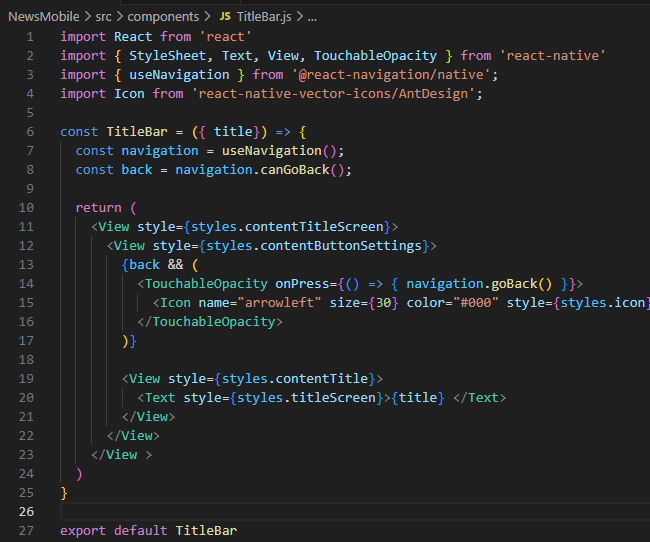 NewsMobile > src > components > JS TitleBar.js > ...
1 import React from 'react'
2 import { StyleSheet, Text, View, TouchableOpacity } from 'react-native'
3 import { useNavigation } from '@react-navigation/native';
4 import Icon from 'react-native-vector-icons/AntDesign';
5
6 const TitleBar = ({ title}) => {
7   const navigation = useNavigation();
8   const back = navigation.canGoBack();
9
10   return (
11     <View style={styles.contentTitleScreen}>
12       <View style={styles.contentButtonSettings}>
13         {back && (
14           <TouchableOpacity onPress={() => { navigation.goBack() }}>
15             <Icon name="arrowleft" size={30} color="#000" style={styles.icon}
16           </TouchableOpacity>
17         )}
18
19         <View style={styles.contentTitle}>
20           <Text style={styles.titleScreen}>{title} </Text>
21         </View>
22       </View>
23     </View >
24   )
25 }
26
27 export default TitleBar